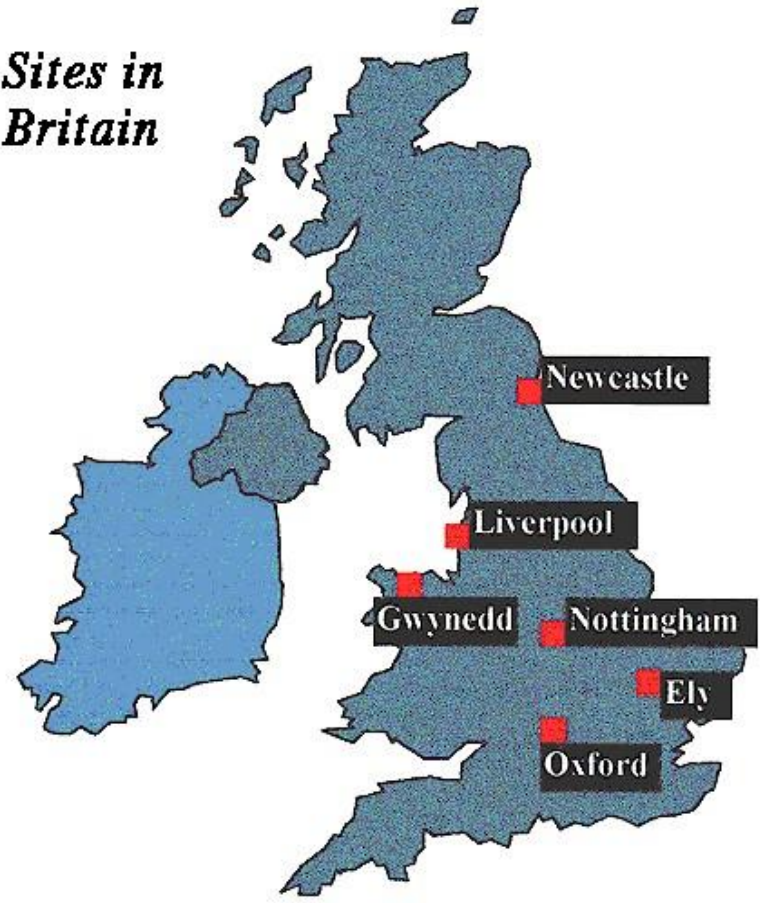 Sites in
Britain
Newcastle
Liverpool
Gwynedd
Nottingham
Ely
Oxford